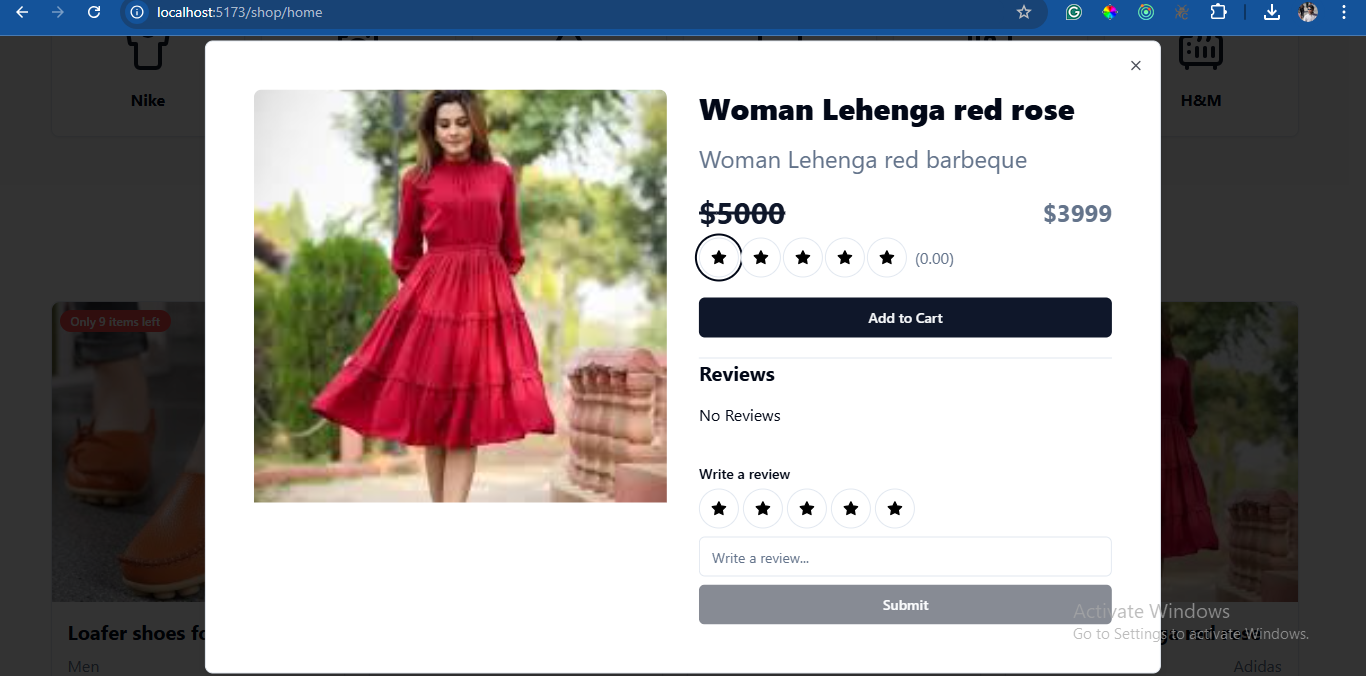 localhost:5173/shop/home
Nike
H&M
Woman Lehenga red rose
Woman Lehenga red barbeque
$5000 $3999
(0.00)
Add to Cart
Reviews
No Reviews
Write a review
Write a review...
Submit
Only 9 items left
Loafer shoes fo
Men
Adidas
Activate Windows
Go to Settings to activate Windows.